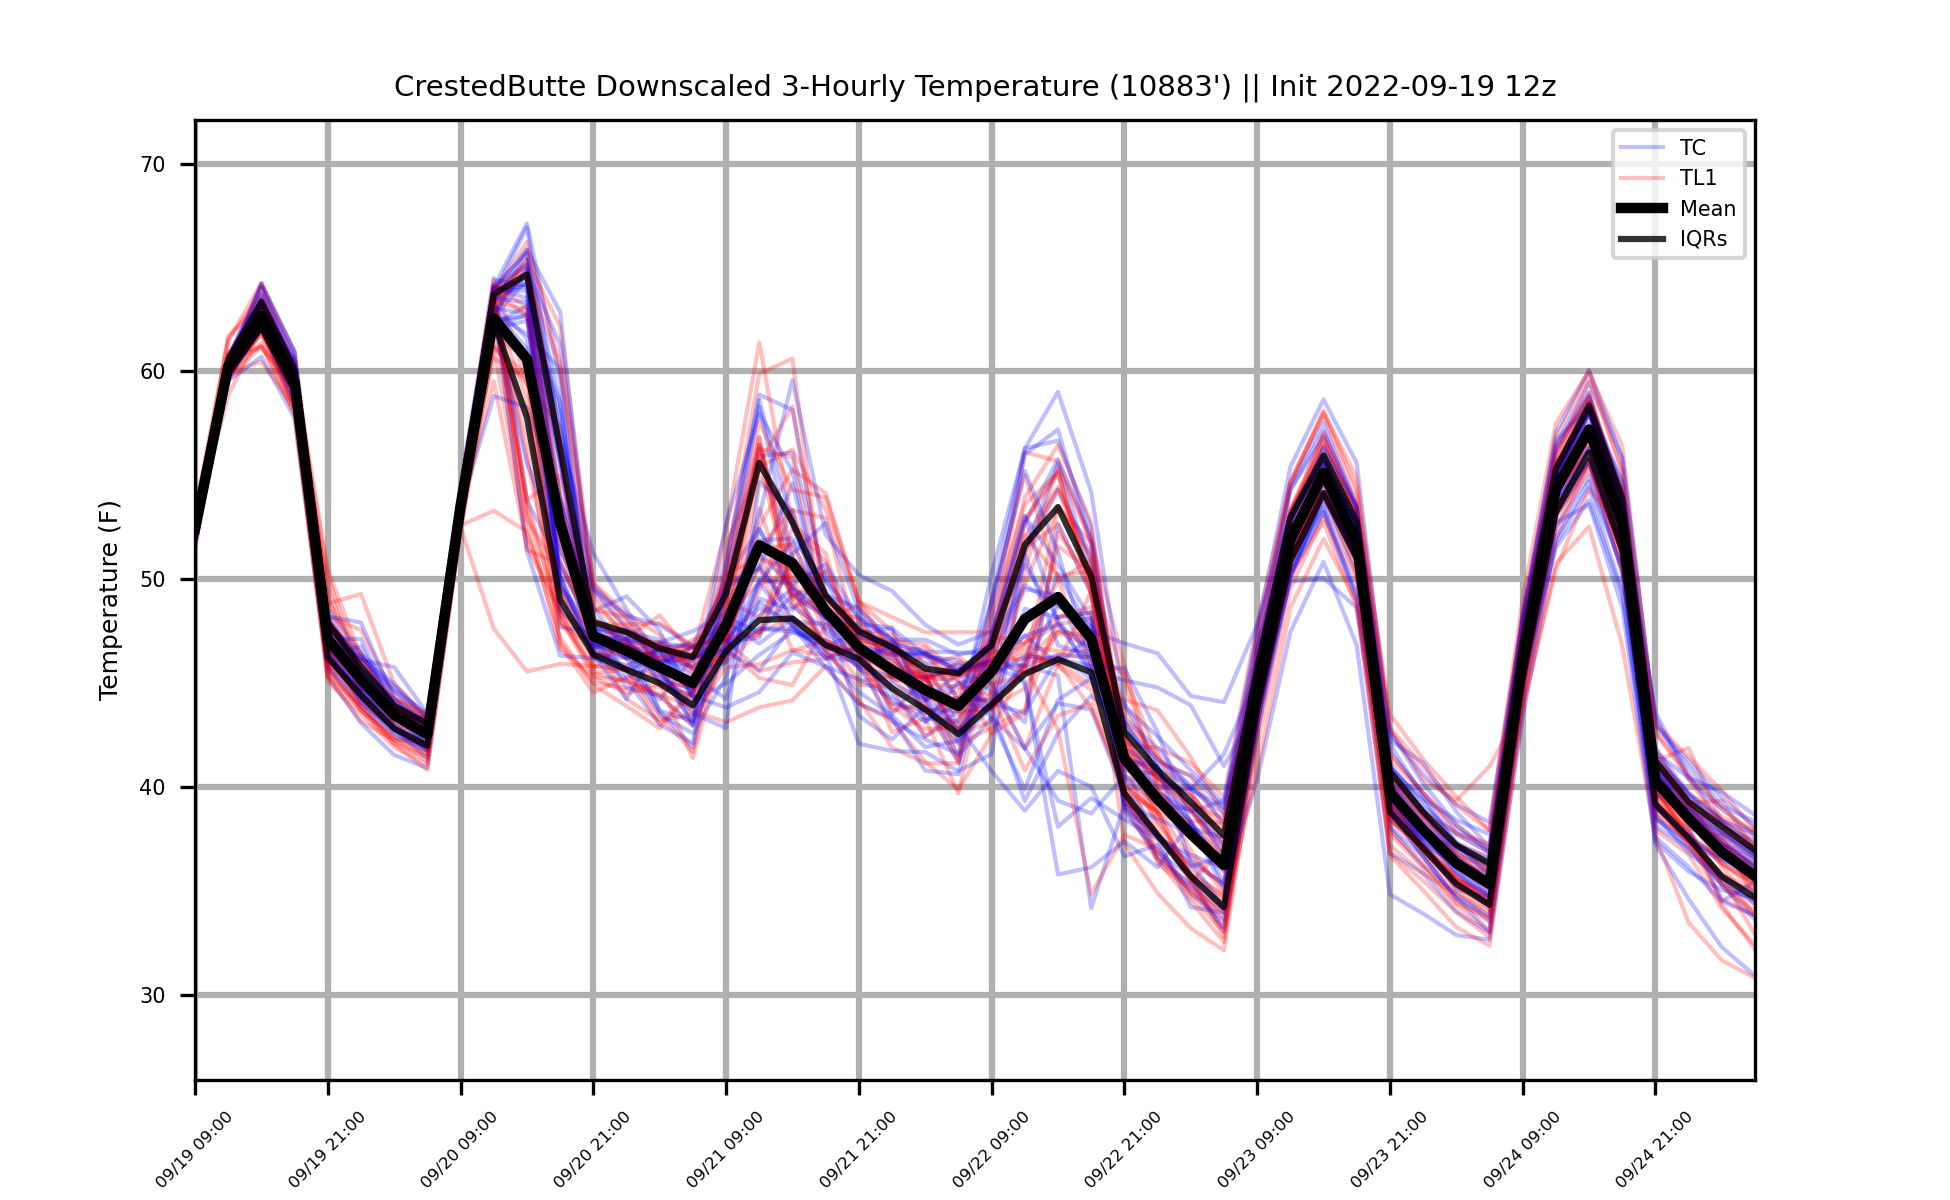 CrestedButte Downscaled 3-Hourly Temperature (10883') || Init 2022-09-19 12z
TC
TL1
Mean
IQRs
Temperature (F)
70
60
50
40
30
09/19 09:00
09/19 21:00
09/20 09:00
09/20 21:00
09/21 09:00
09/21 21:00
09/22 09:00
09/22 21:00
09/23 09:00
09/23 21:00
09/24 09:00
09/24 21:00